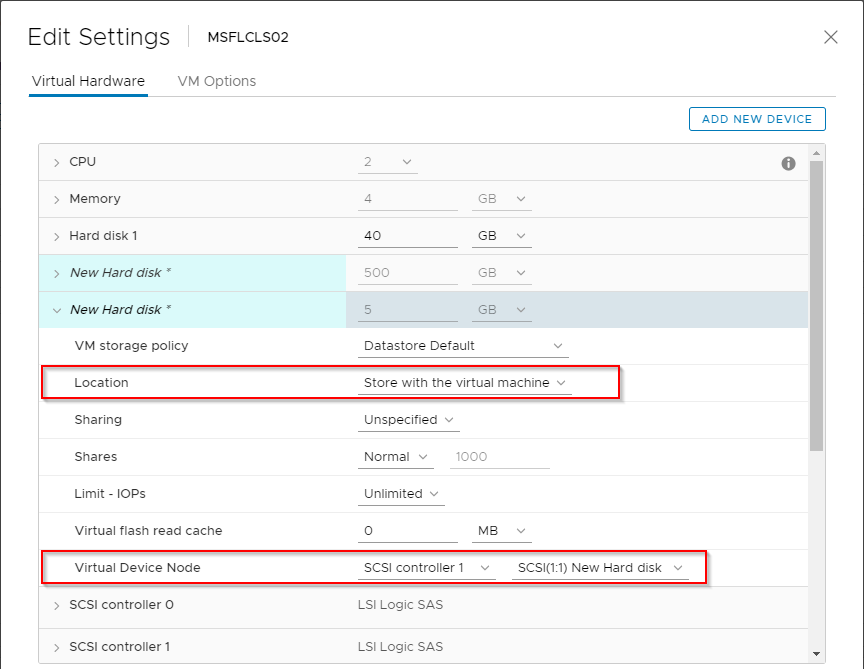 Edit Settings MSFLCLS02
Virtual Hardware VM Options
ADD NEW DEVICE
CPU 2
Memory 4 GB
Hard disk 1 40 GB
New Hard disk * 500 GB
New Hard disk * 5 GB
VM storage policy Datastore Default
Location Store with the virtual machine
Sharing Unspecified
Shares Normal 1000
Limit - IOPs Unlimited
Virtual flash read cache 0 MB
Virtual Device Node SCSI controller 1 SCSI(1:1) New Hard disk
SCSI controller 0 LSI Logic SAS
SCSI controller 1 LSI Logic SAS